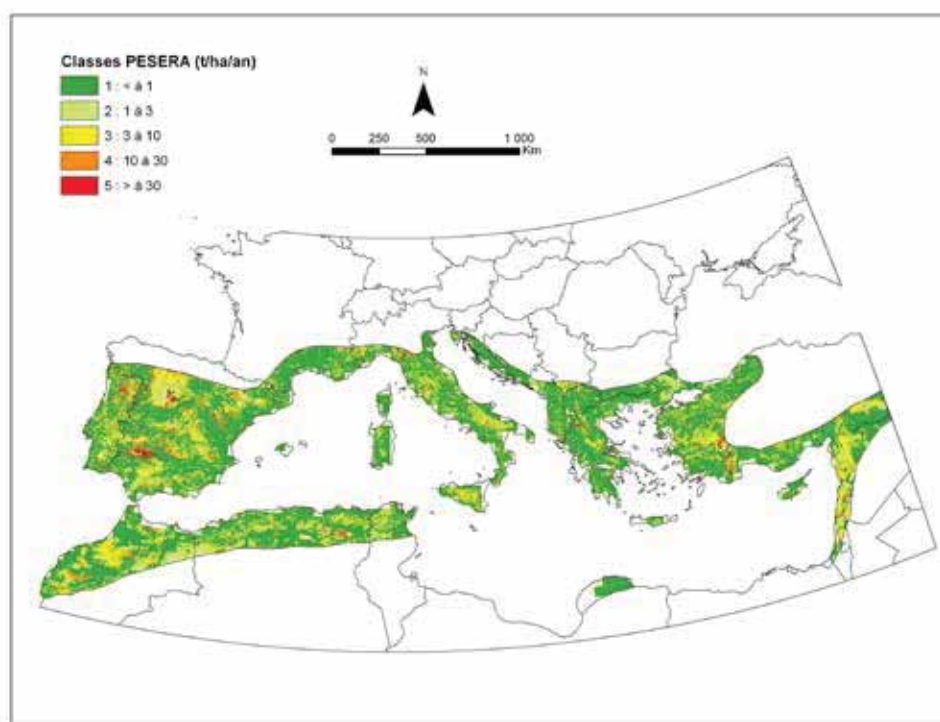 Classes PESERA (t/ha/an)
1 : < à 1
2 : 1 à 3
3 : 3 à 10
4 : 10 à 30
5 : > à 30
N
0 250 500 1 000
Km